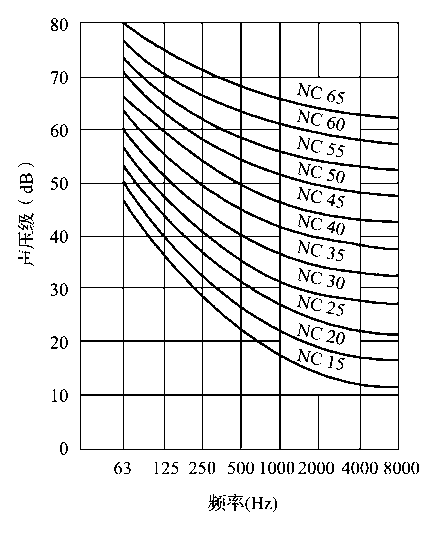 80
70
60
50
40
30
20
10
0
声压级（dB）
NC 65
NC 60
NC 55
NC 50
NC 45
NC 40
NC 35
NC 30
NC 25
NC 20
NC 15
63 125 250 500 1000 2000 4000 8000
频率(Hz)